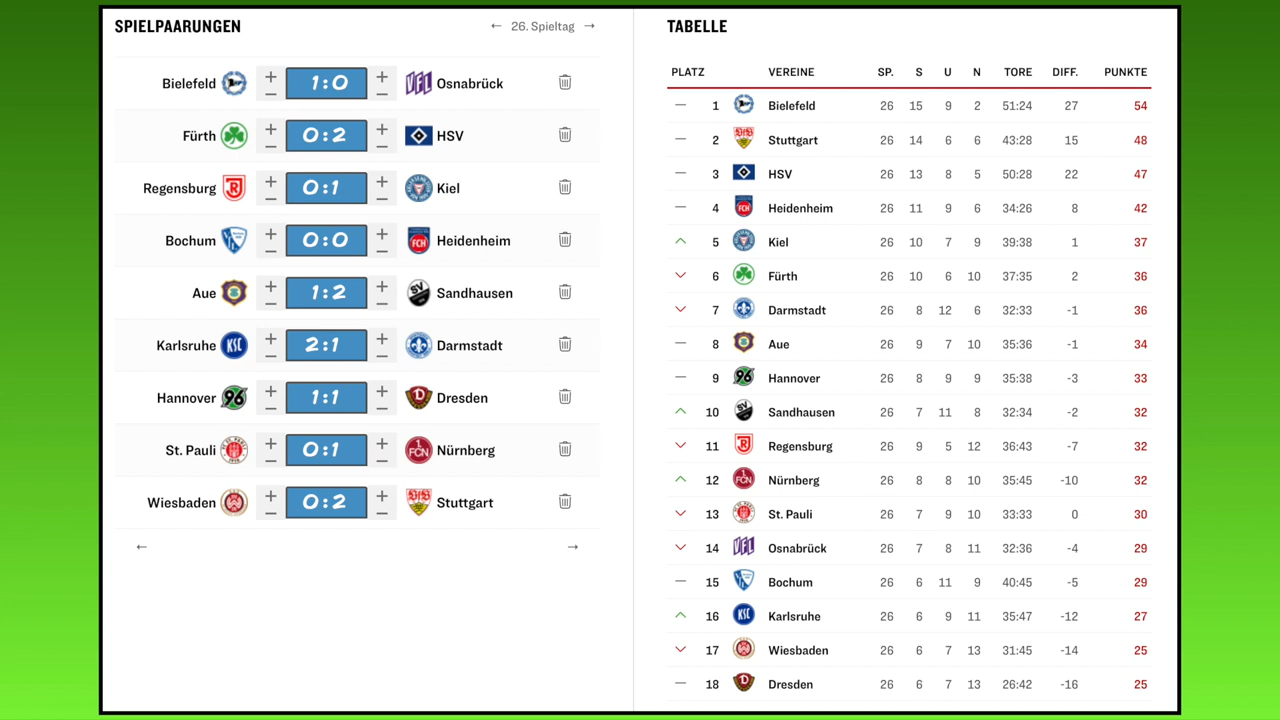 SPIELPAARUNGEN
← 26. Spieltag →
Bielefeld + − 1:0 + − Osnabrück
Fürth + − 0:2 + − HSV
Regensburg + − 0:1 + − Kiel
Bochum + − 0:0 + − Heidenheim
Aue + − 1:2 + − Sandhausen
Karlsruhe + − 2:1 + − Darmstadt
Hannover + − 1:1 + − Dresden
St. Pauli + − 0:1 + − Nürnberg
Wiesbaden + − 0:2 + − Stuttgart
← →
TABELLE
PLATZ VEREINE SP. S U N TORE DIFF. PUNKTE
— 1 Bielefeld 26 15 9 2 51:24 27 54
— 2 Stuttgart 26 14 6 6 43:28 15 48
— 3 HSV 26 13 8 5 50:28 22 47
— 4 Heidenheim 26 11 9 6 34:26 8 42
5 Kiel 26 10 7 9 39:38 1 37
6 Fürth 26 10 6 10 37:35 2 36
7 Darmstadt 26 8 12 6 32:33 -1 36
— 8 Aue 26 9 7 10 35:36 -1 34
— 9 Hannover 26 8 9 9 35:38 -3 33
10 Sandhausen 26 7 11 8 32:34 -2 32
11 Regensburg 26 9 5 12 36:43 -7 32
12 Nürnberg 26 8 8 10 35:45 -10 32
13 St. Pauli 26 7 9 10 33:33 0 30
14 Osnabrück 26 7 8 11 32:36 -4 29
— 15 Bochum 26 6 11 9 40:45 -5 29
16 Karlsruhe 26 6 9 11 35:47 -12 27
17 Wiesbaden 26 6 7 13 31:45 -14 25
— 18 Dresden 26 6 7 13 26:42 -16 25